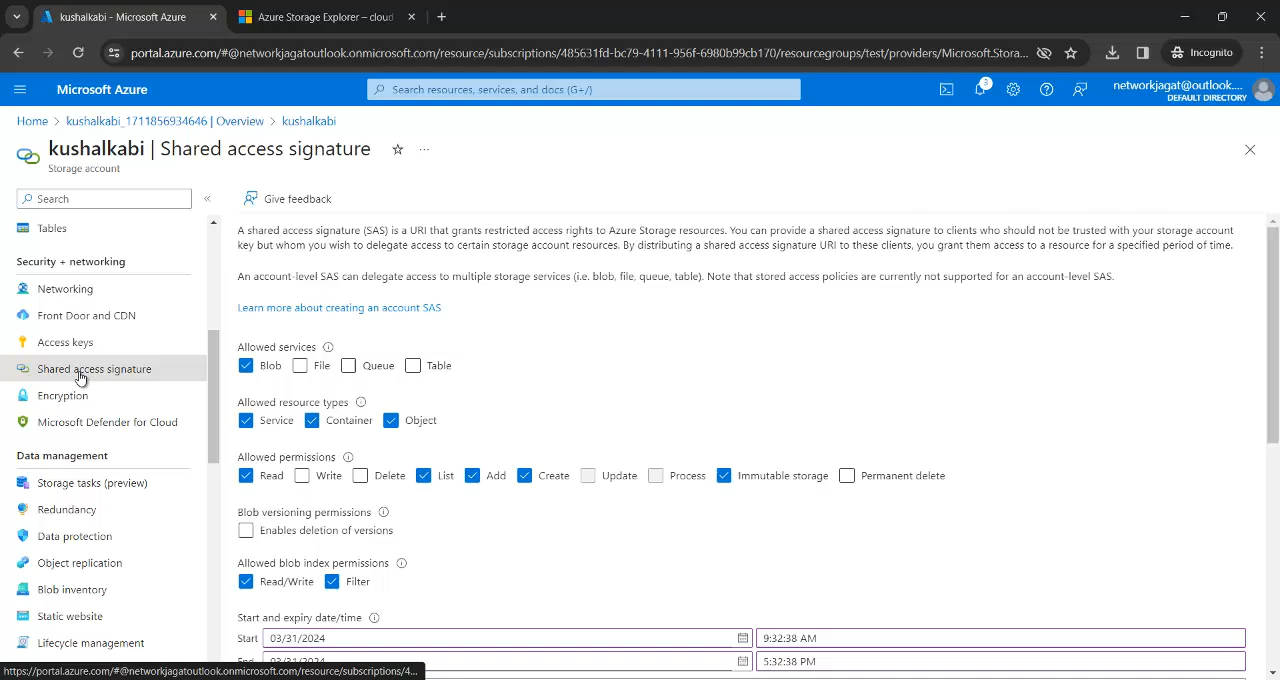 kushalkabi - Microsoft Azure
Azure Storage Explorer – cloud
portal.azure.com/#@networkjagatoutlook.onmicrosoft.com/resource/subscriptions/485631fd-bc79-4111-956f-6980b99cb170/resourcegroups/test/providers/Microsoft.Stora...
Incognito
Microsoft Azure
Search resources, services, and docs (G+/)
3
networkjagat@outlook....
DEFAULT DIRECTORY
Home > kushalkabi_1711856934646 | Overview > kushalkabi
kushalkabi | Shared access signature
Storage account
Search
Give feedback
Tables
Security + networking
Networking
Front Door and CDN
Access keys
Shared access signature
Encryption
Microsoft Defender for Cloud
Data management
Storage tasks (preview)
Redundancy
Data protection
Object replication
Blob inventory
Static website
Lifecycle management
A shared access signature (SAS) is a URI that grants restricted access rights to Azure Storage resources. You can provide a shared access signature to clients who should not be trusted with your storage account
key but whom you wish to delegate access to certain storage account resources. By distributing a shared access signature URI to these clients, you grant them access to a resource for a specified period of time.
An account-level SAS can delegate access to multiple storage services (i.e. blob, file, queue, table). Note that stored access policies are currently not supported for an account-level SAS.
Learn more about creating an account SAS
Allowed services
Blob File Queue Table
Allowed resource types
Service Container Object
Allowed permissions
Read Write Delete List Add Create Update Process Immutable storage Permanent delete
Blob versioning permissions
Enables deletion of versions
Allowed blob index permissions
Read/Write Filter
Start and expiry date/time
Start 03/31/2024 9:32:38 AM
End 03/31/2024 5:32:38 PM
https://portal.azure.com/#@networkjagatoutlook.onmicrosoft.com/resource/subscriptions/4...